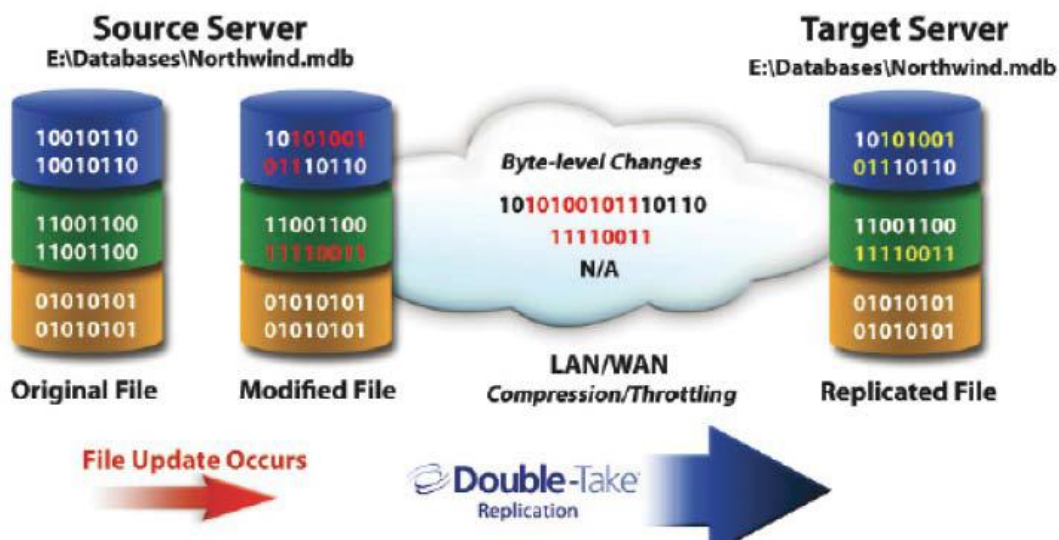 Source Server
E:\Databases\Northwind.mdb
Target Server
E:\Databases\Northwind.mdb
10010110
10010110
11001100
11001100
01010101
01010101
Original File
10101001
01110110
11001100
11110011
01010101
01010101
Modified File
Byte-level Changes
1010100101110110
11110011
N/A
LAN/WAN
Compression/Throttling
10101001
01110110
11001100
11110011
01010101
01010101
Replicated File
File Update Occurs
Double-Take
Replication